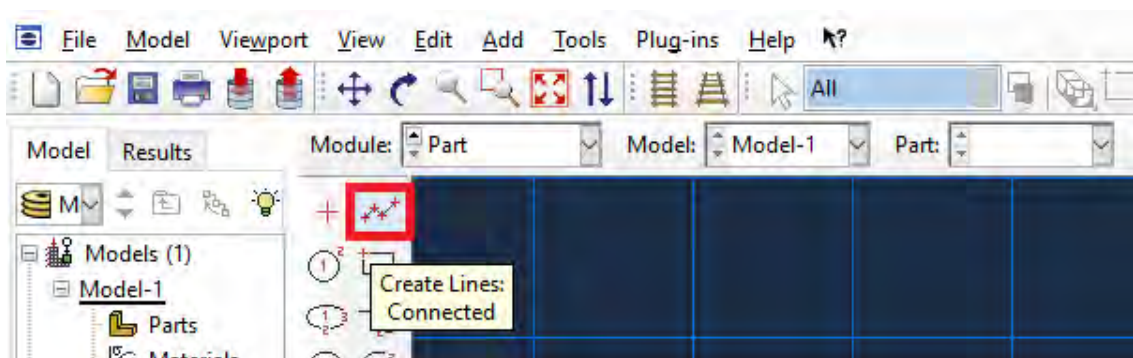 File Model Viewport View Edit Add Tools Plug-ins Help ?
All
Model Results Module: Part Model: Model-1 Part:
M
Models (1)
Model-1
Parts
Materials
Create Lines:
Connected